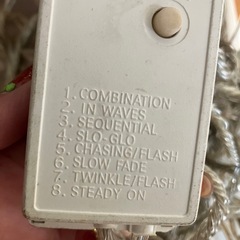 1. COMBINATION
2. IN WAVES
3. SEQUENTIAL
4. SLO-GLO
5. CHASING/FLASH
6. SLOW FADE
7. TWINKLE/FLASH
8. STEADY ON